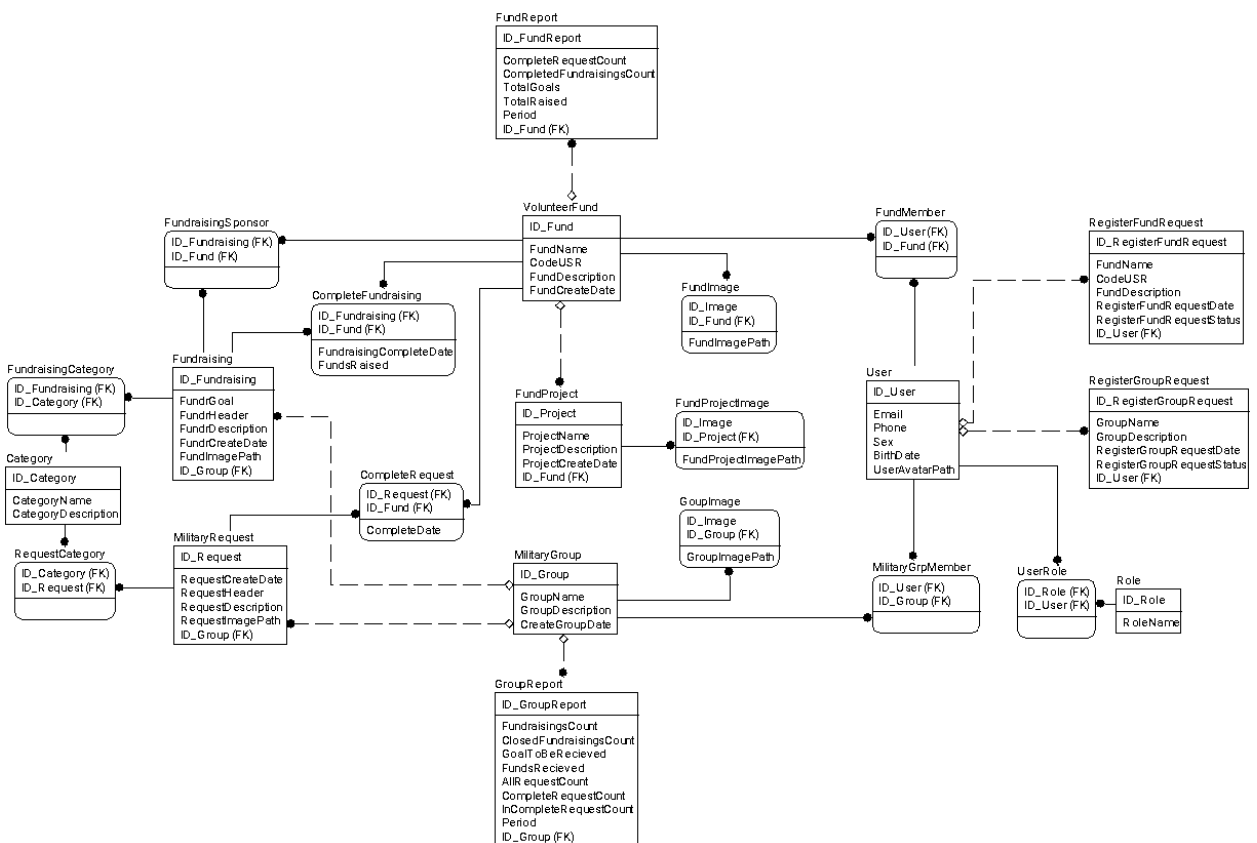 FundReport
ID_FundReport
CompleteRequestCount
CompletedFundraisingsCount
TotalGoals
TotalRaised
Period
ID_Fund (FK)
FundraisingSponsor
ID_Fundraising (FK)
ID_Fund (FK)
VolunteerFund
ID_Fund
FundName
CodeUSR
FundDescription
FundCreateDate
FundMember
ID_User (FK)
ID_Fund (FK)
RegisterFundRequest
ID_RegisterFundRequest
FundName
CodeUSR
FundDescription
RegisterFundRequestDate
RegisterFundRequestStatus
ID_User (FK)
CompleteFundraising
ID_Fundraising (FK)
ID_Fund (FK)
FundraisingCompleteDate
FundsRaised
FundImage
ID_Image
ID_Fund (FK)
FundImagePath
FundraisingCategory
ID_Fundraising (FK)
ID_Category (FK)
Fundraising
ID_Fundraising
FundrGoal
FundrHeader
FundrDescription
FundrCreateDate
FundImagePath
ID_Group (FK)
FundProject
ID_Project
ProjectName
ProjectDescription
ProjectCreateDate
ID_Fund (FK)
FundProjectImage
ID_Image
ID_Project (FK)
FundProjectImagePath
User
ID_User
Email
Phone
Sex
BirthDate
UserAvatarPath
RegisterGroupRequest
ID_RegisterGroupRequest
GroupName
GroupDescription
RegisterGroupRequestDate
RegisterGroupRequestStatus
ID_User (FK)
Category
ID_Category
CategoryName
CategoryDescription
CompleteRequest
ID_Request (FK)
ID_Fund (FK)
CompleteDate
GoupImage
ID_Image
ID_Group (FK)
GroupImagePath
RequestCategory
ID_Category (FK)
ID_Request (FK)
MilitaryRequest
ID_Request
RequestCreateDate
RequestHeader
RequestDescription
RequestImagePath
ID_Group (FK)
MilitaryGroup
ID_Group
GroupName
GroupDescription
CreateGroupDate
MilitaryGrpMember
ID_User (FK)
ID_Group (FK)
UserRole
ID_Role (FK)
ID_User (FK)
Role
ID_Role
RoleName
GroupReport
ID_GroupReport
FundraisingsCount
ClosedFundraisingsCount
GoalToBeRecieved
FundsRecieved
AllRequestCount
CompleteRequestCount
InCompleteRequestCount
Period
ID_Group (FK)